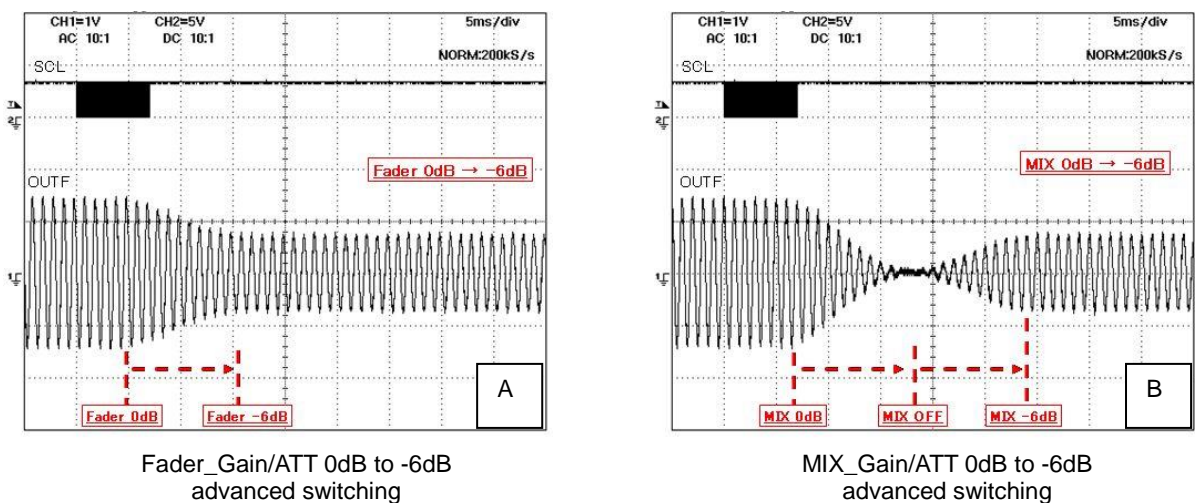 CH1=1V CH2=5V 5ms/div
AC 10:1 DC 10:1
NORM:200kS/s
SCL
Fader 0dB → -6dB
OUTF
Fader 0dB Fader -6dB
A
Fader_Gain/ATT 0dB to -6dB
advanced switching
CH1=1V CH2=5V 5ms/div
AC 10:1 DC 10:1
NORM:200kS/s
SCL
MIX 0dB → -6dB
OUTF
MIX 0dB MIX OFF MIX -6dB
B
MIX_Gain/ATT 0dB to -6dB
advanced switching